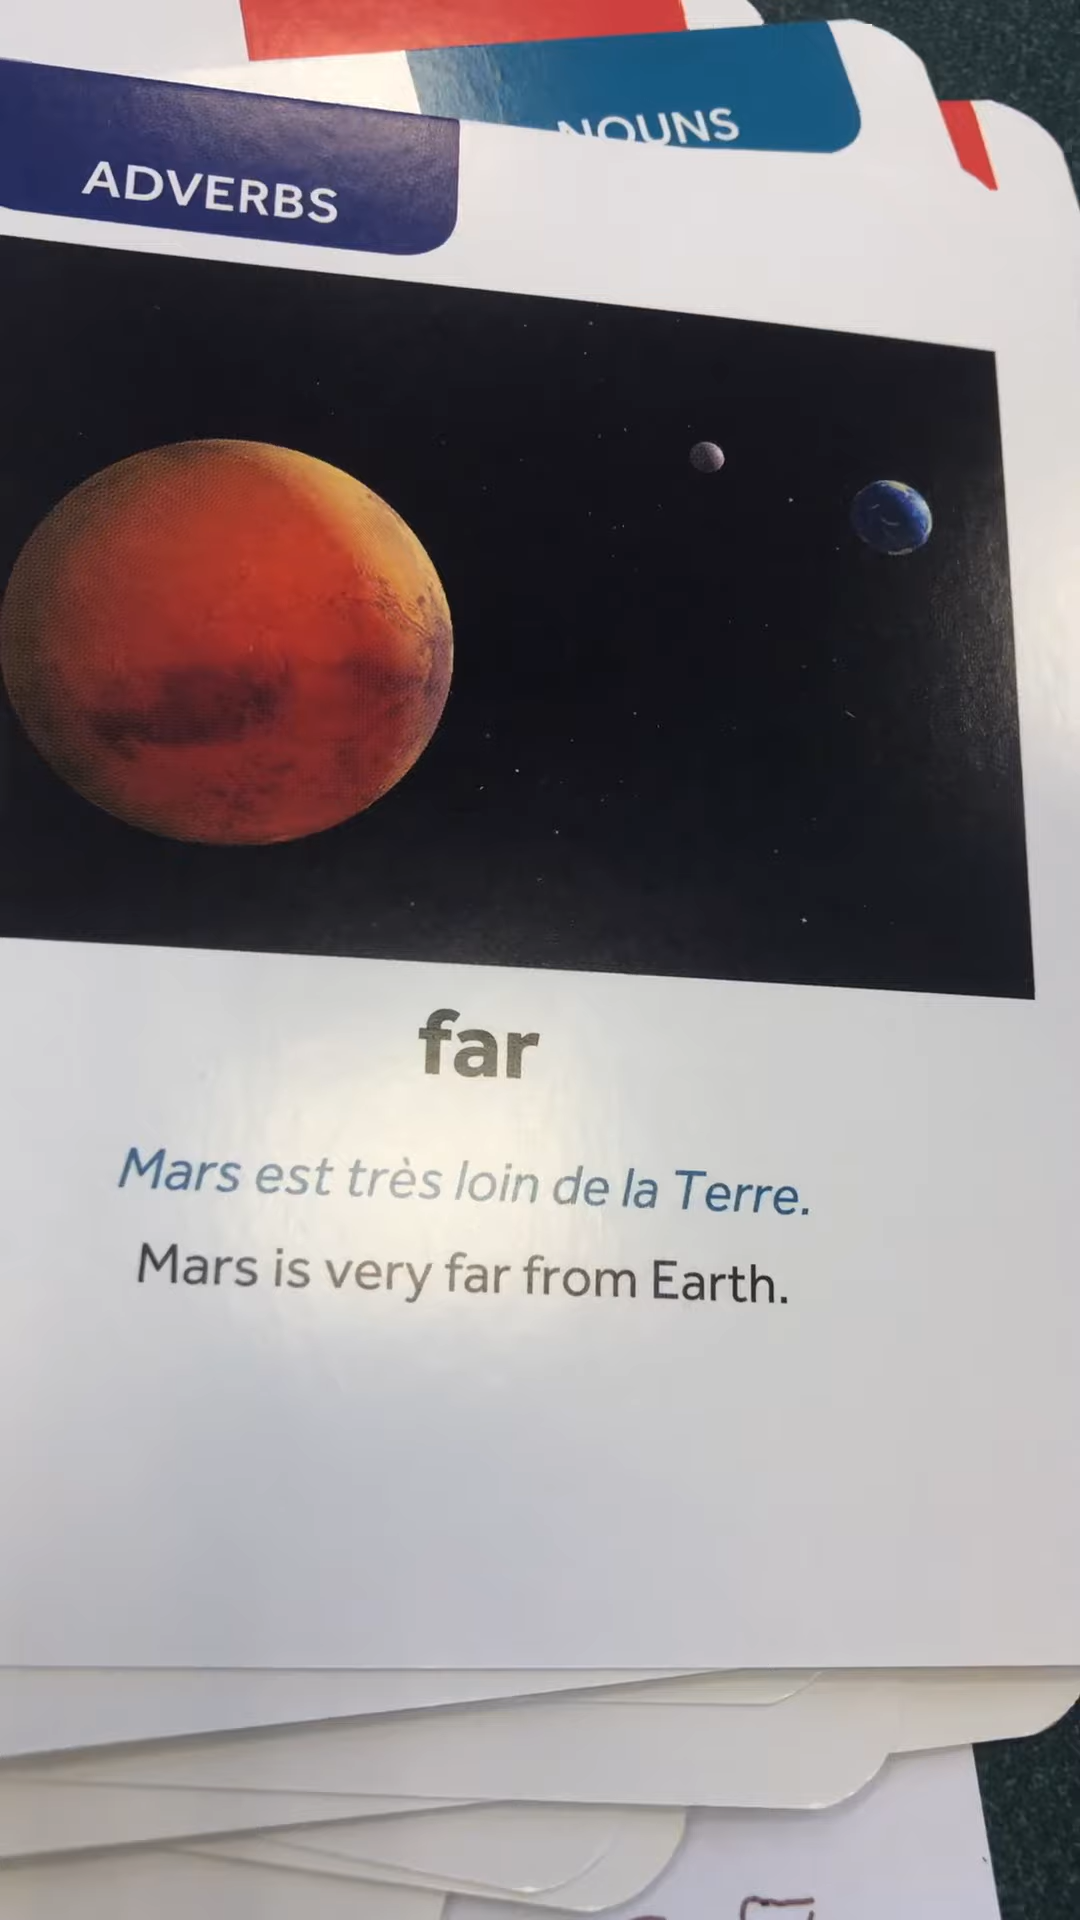 NOUNS
ADVERBS
far
Mars est très loin de la Terre.
Mars is very far from Earth.